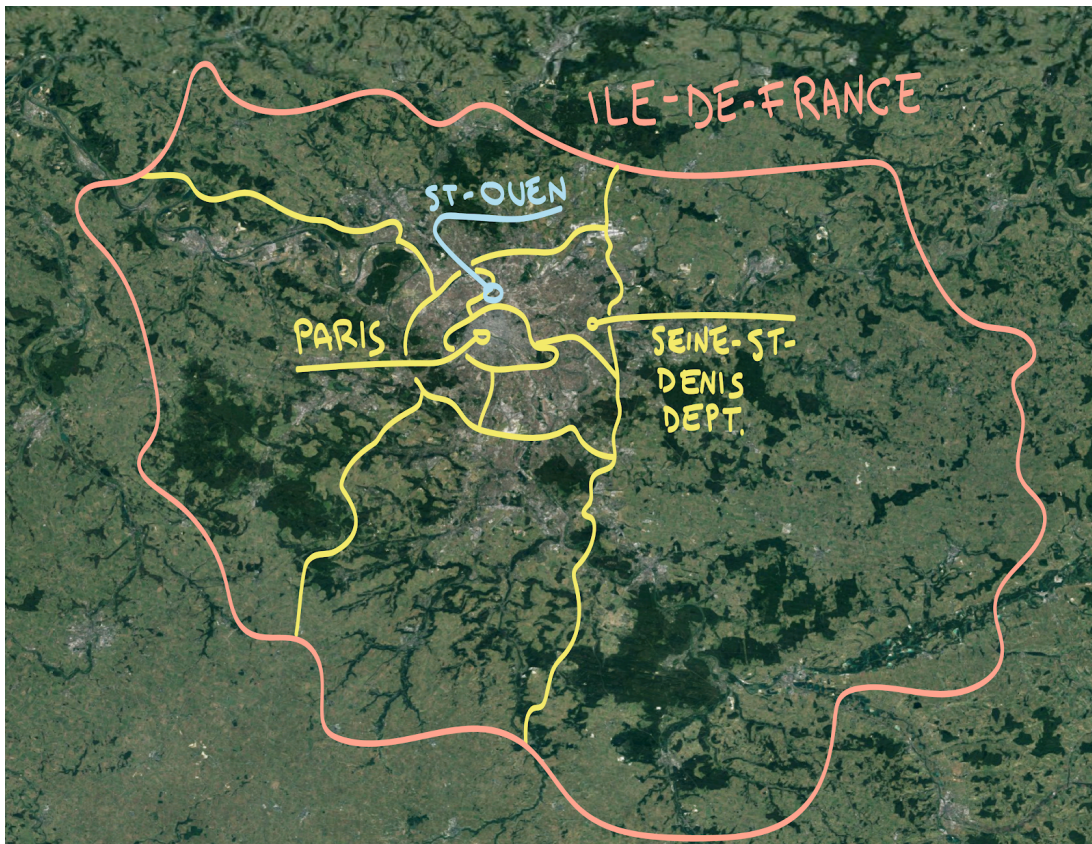 ILE-DE-FRANCE
ST-OUEN
PARIS
SEINE-ST-
DENIS
DEPT.